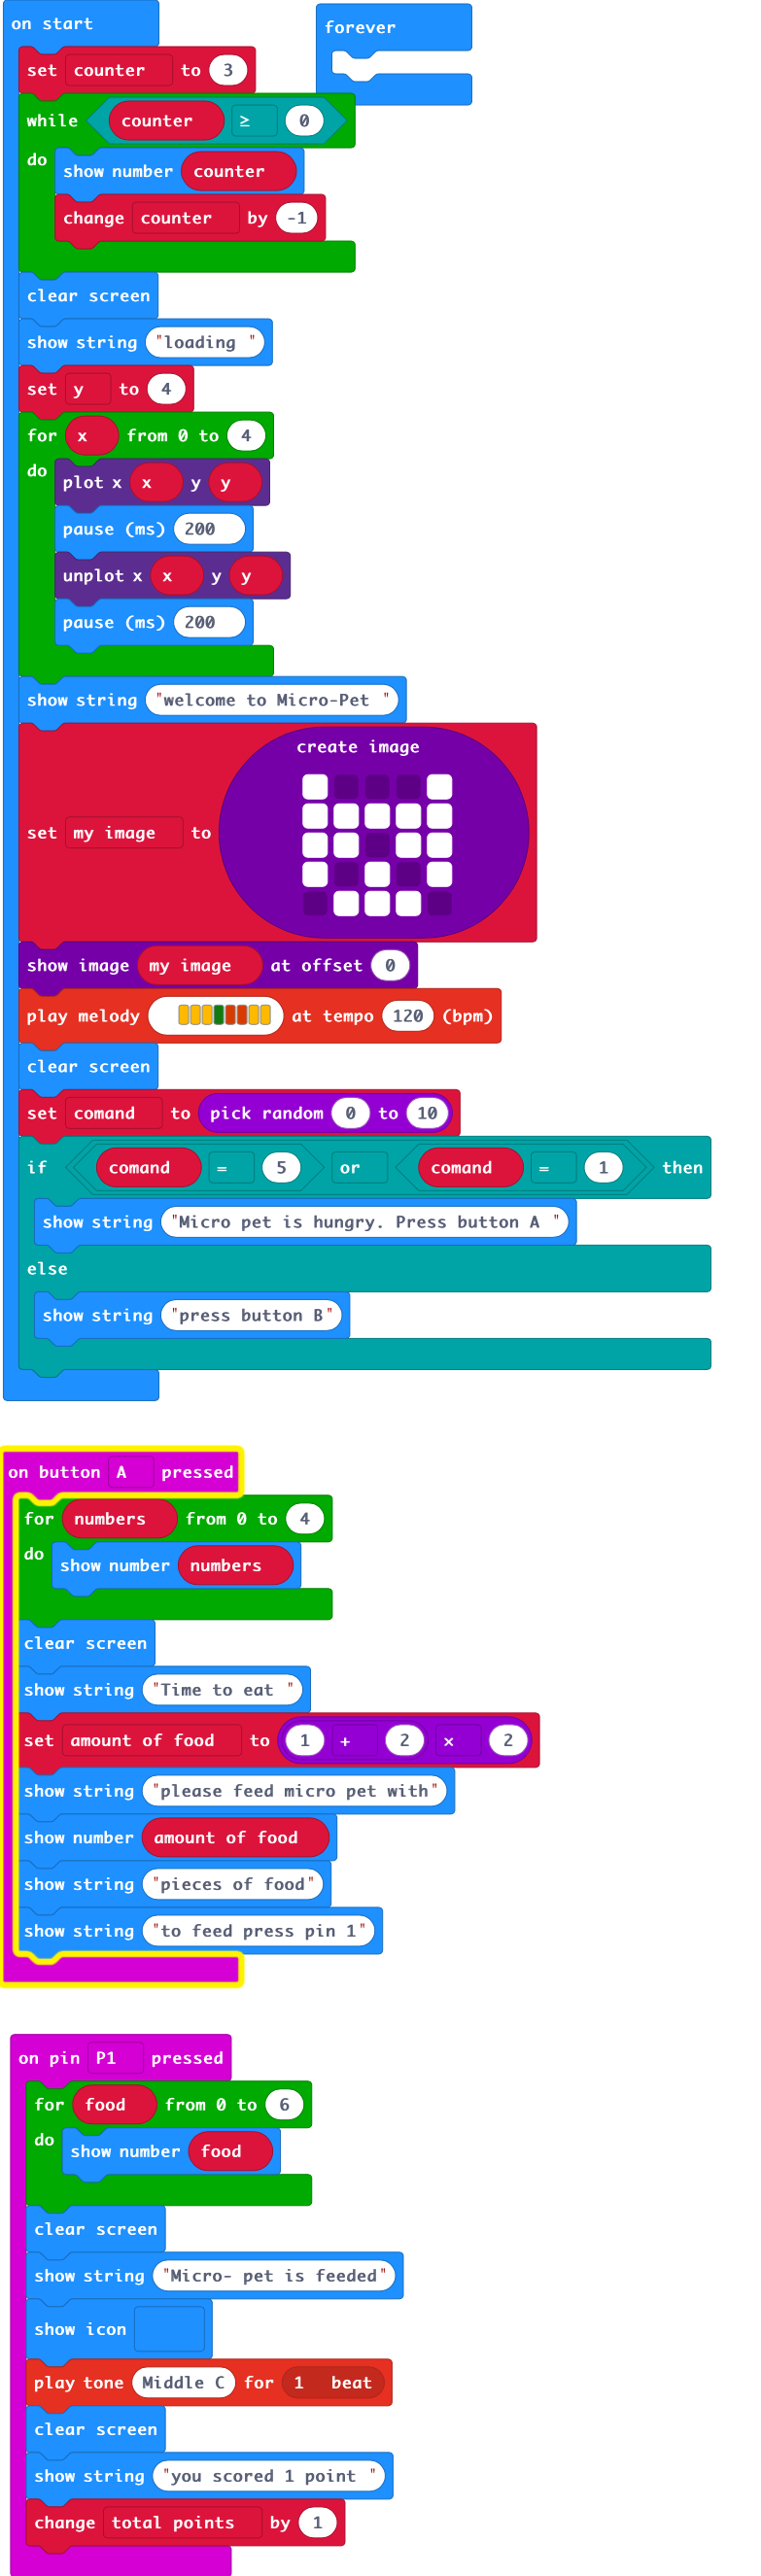 on start
forever
set counter to 3
while counter ≥ 0
do
show number counter
change counter by -1
clear screen
show string "loading "
set y to 4
for x from 0 to 4
do
plot x x y y
pause (ms) 200
unplot x x y y
pause (ms) 200
show string "welcome to Micro-Pet "
create image
set my image to
show image my image at offset 0
play melody at tempo 120 (bpm)
clear screen
set comand to pick random 0 to 10
if comand = 5 or comand = 1 then
show string "Micro pet is hungry. Press button A "
else
show string "press button B"
on button A pressed
for numbers from 0 to 4
do
show number numbers
clear screen
show string "Time to eat "
set amount of food to 1 + 2 × 2
show string "please feed micro pet with"
show number amount of food
show string "pieces of food"
show string "to feed press pin 1"
on pin P1 pressed
for food from 0 to 6
do
show number food
clear screen
show string "Micro- pet is feeded"
show icon
play tone Middle C for 1 beat
clear screen
show string "you scored 1 point "
change total points by 1